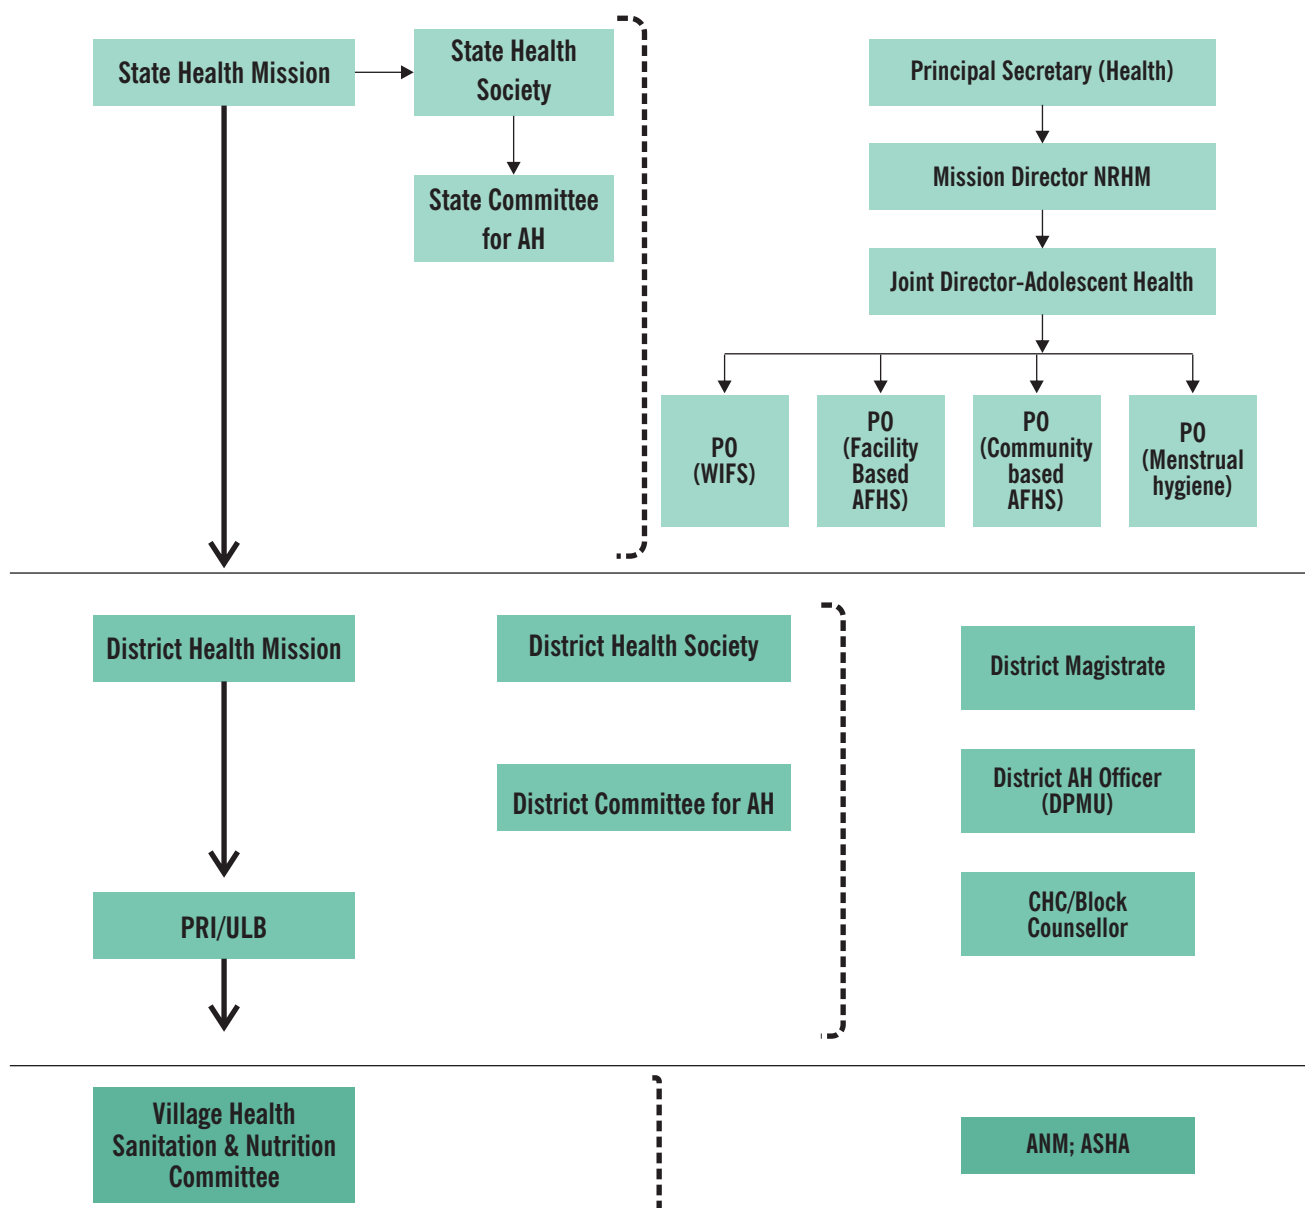 State Health Mission
State Health
Society
State Committee
for AH
Principal Secretary (Health)
Mission Director NRHM
Joint Director-Adolescent Health
PO
(WIFS)
PO
(Facility
Based
AFHS)
PO
(Community
based
AFHS)
PO
(Menstrual
hygiene)
District Health Mission
District Health Society
District Committee for AH
PRI/ULB
District Magistrate
District AH Officer
(DPMU)
CHC/Block
Counsellor
Village Health
Sanitation & Nutrition
Committee
ANM; ASHA